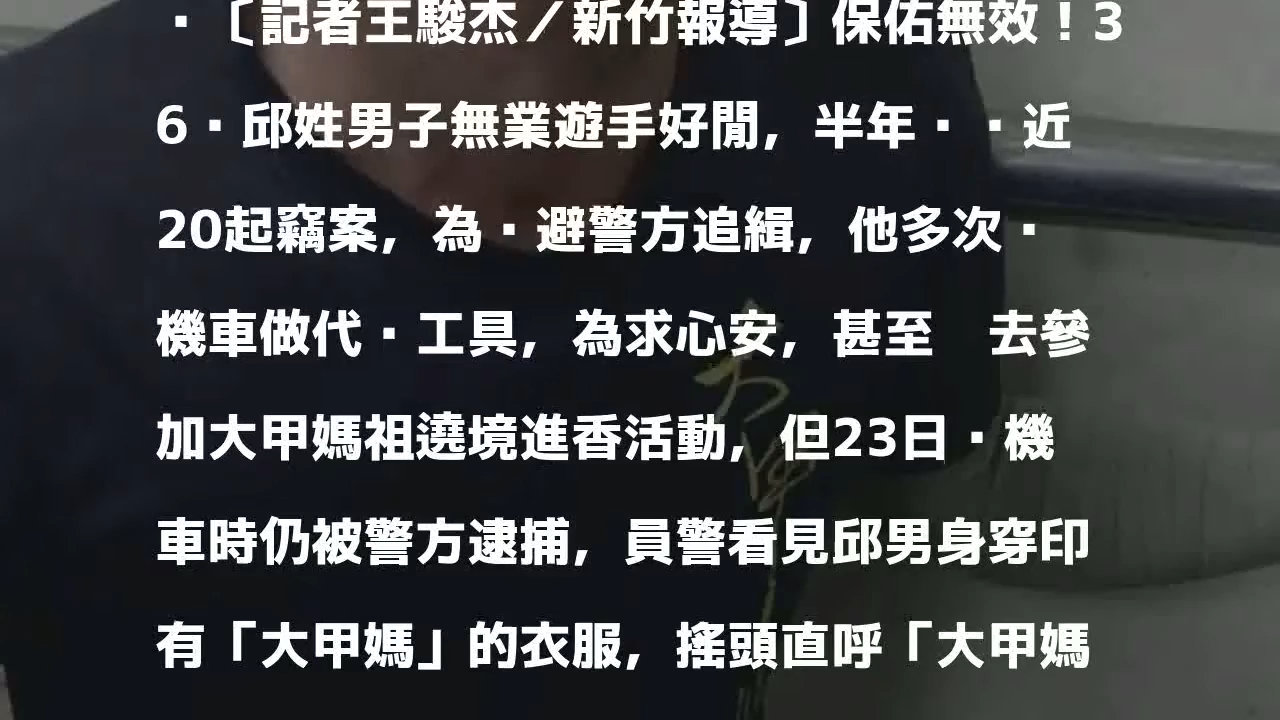 ·〔記者王駿杰／新竹報導〕保佑無效！3
6·邱姓男子無業遊手好閒，半年··近
20起竊案，為·避警方追緝，他多次·
機車做代·工具，為求心安，甚至　去參
加大甲媽祖遶境進香活動，但23日·機
車時仍被警方逮捕，員警看見邱男身穿印
有「大甲媽」的衣服，搖頭直呼「大甲媽